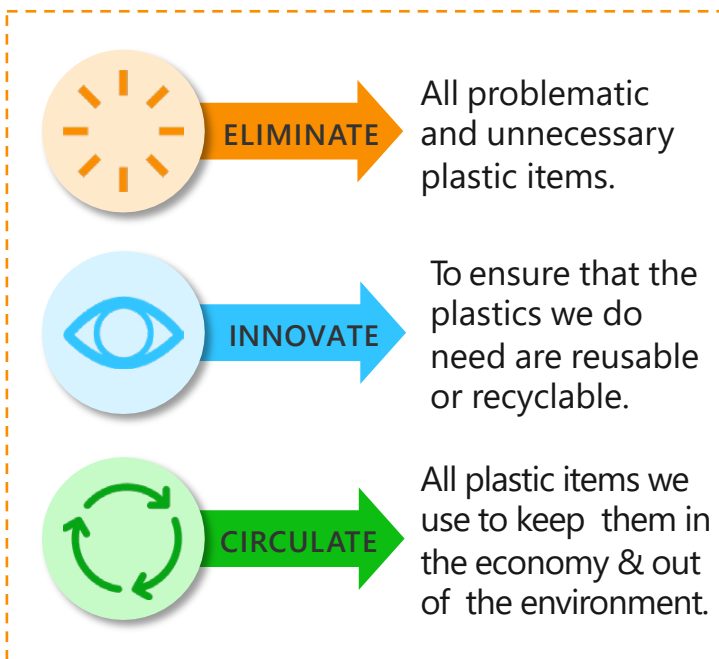 ELIMINATE
All problematic
and unnecessary
plastic items.
INNOVATE
To ensure that the
plastics we do
need are reusable
or recyclable.
CIRCULATE
All plastic items we
use to keep them in
the economy & out
of the environment.